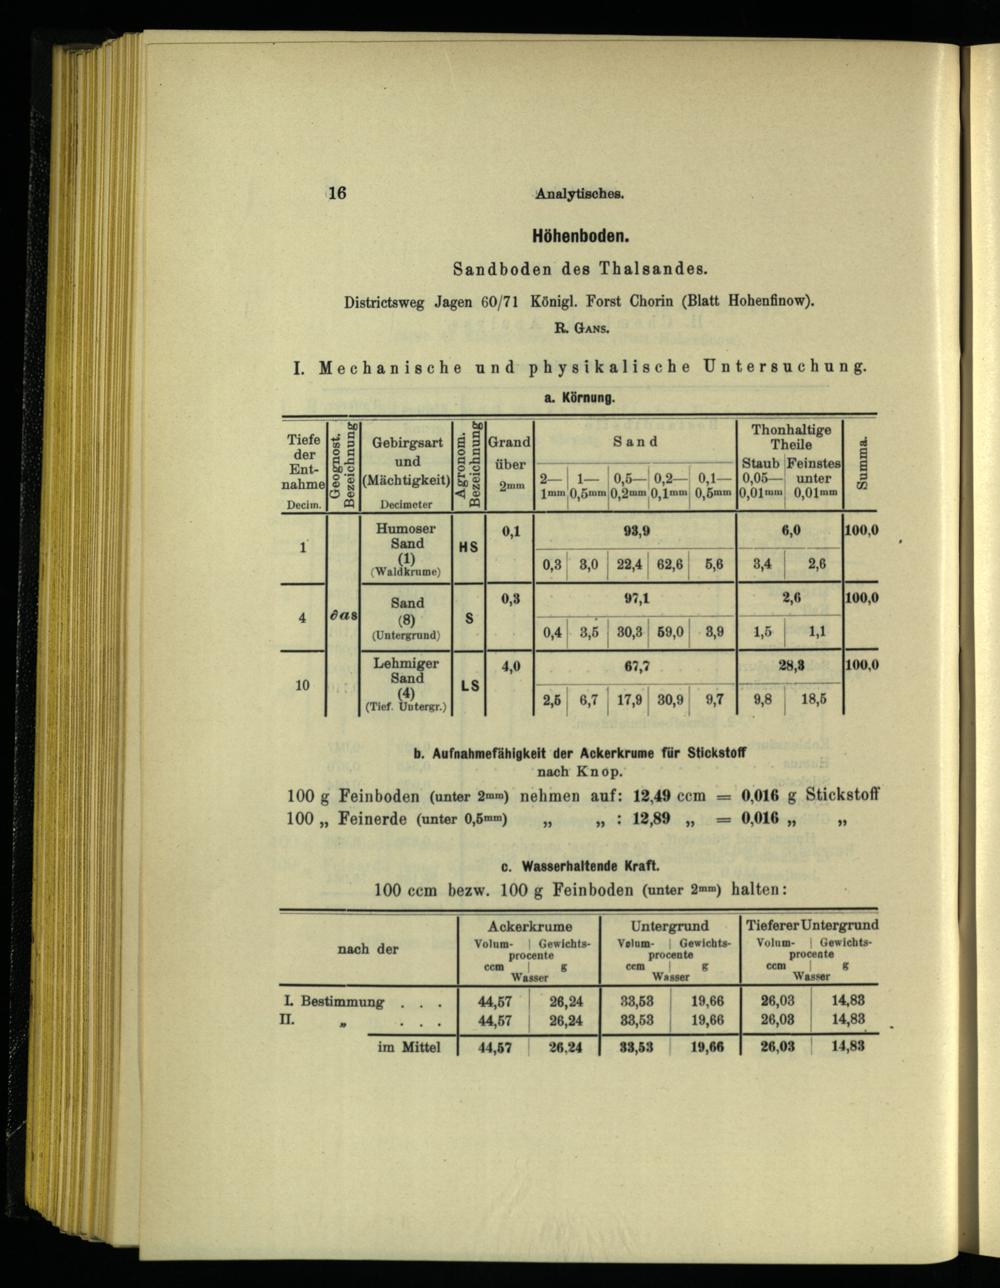 16 Analytisches.
Höhenboden.
Sandboden des Thalsandes.
Districtsweg Jagen 60/71 Königl. Forst Chorin (Blatt Hohenfinow).
R. GANS.
I. Mechanische und physikalische Untersuchung.
a. Körnung.
Tiefe der Ent-nahme Decim. | Geognost. Bezeichnung | Gebirgsart und (Mächtigkeit) Decimeter | Agronom. Bezeichnung | Grand über 2mm | Sand | Thonhaltige Theile | Summa.
2—1mm | 1—0,5mm | 0,5—0,2mm | 0,2—0,1mm | 0,1—0,5mm | Staub 0,05—0,01mm | Feinstes unter 0,01mm
1 | Humoser Sand (1) (Waldkrume) | HS | 0,1 | 93,9 | 6,0 | 100,0
0,3 | 3,0 | 22,4 | 62,6 | 5,6 | 3,4 | 2,6
4 | ∂as | Sand (8) (Untergrund) | S | 0,3 | 97,1 | 2,6 | 100,0
0,4 | 3,5 | 30,3 | 59,0 | 3,9 | 1,5 | 1,1
10 | Lehmiger Sand (4) (Tief. Untergr.) | LS | 4,0 | 67,7 | 28,3 | 100,0
2,5 | 6,7 | 17,9 | 30,9 | 9,7 | 9,8 | 18,5
b. Aufnahmefähigkeit der Ackerkrume für Stickstoff
nach Knop.
100 g Feinboden (unter 2mm) nehmen auf: 12,49 ccm = 0,016 g Stickstoff
100 „ Feinerde (unter 0,5mm) „ „ : 12,89 „ = 0,016 „ „
c. Wasserhaltende Kraft.
100 ccm bezw. 100 g Feinboden (unter 2mm) halten:
nach der | Ackerkrume | Untergrund | Tieferer Untergrund
Volum- | Gewichts- | Volum- | Gewichts- | Volum- | Gewichts-
procente | procente | procente
ccm | g | ccm | g | ccm | g
Wasser | Wasser | Wasser
I. Bestimmung . . . | 44,57 | 26,24 | 33,53 | 19,66 | 26,03 | 14,83
II. „ . . . | 44,57 | 26,24 | 33,53 | 19,66 | 26,03 | 14,83
im Mittel | 44,57 | 26,24 | 33,53 | 19,66 | 26,03 | 14,83